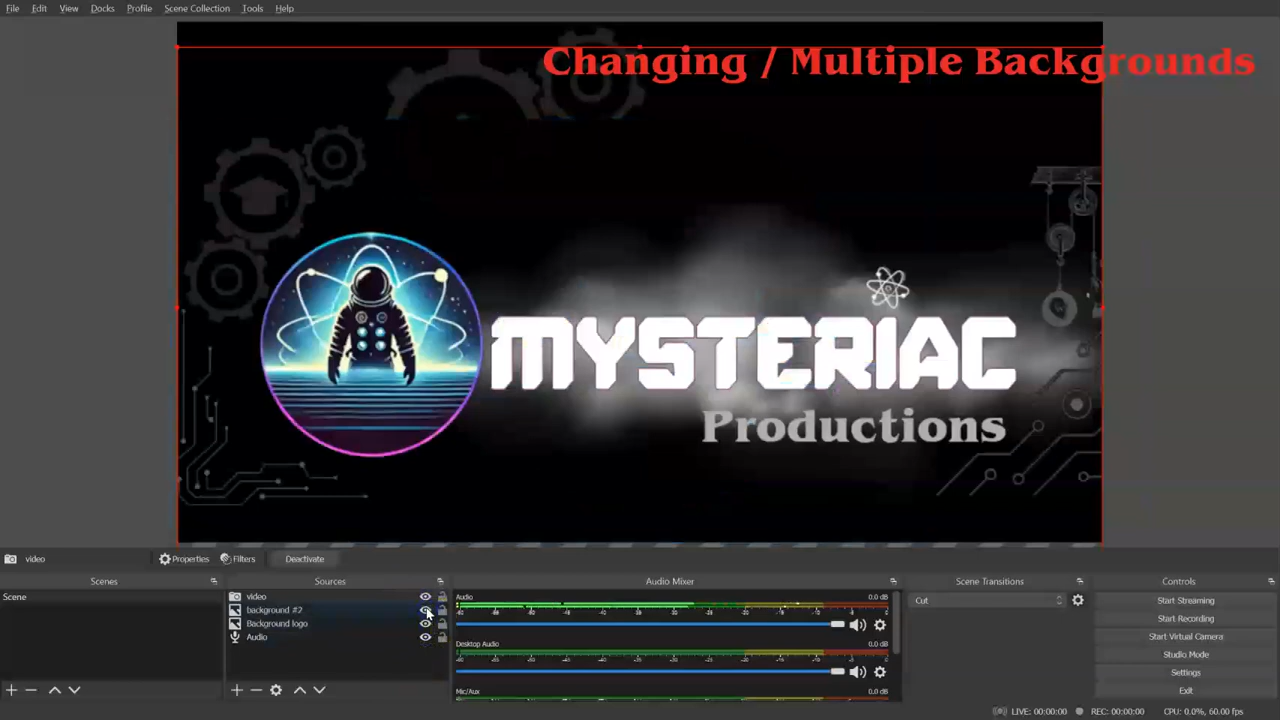 File Edit View Docks Profile Scene Collection Tools Help
Changing / Multiple Backgrounds
MYSTERIAC
Productions
video Properties Filters Deactivate
Scenes Sources Audio Mixer Scene Transitions Controls
Scene
video
background #2
Background logo
Audio
Audio 0.0 dB
Desktop Audio 0.0 dB
Mic/Aux 0.0 dB
Cut
Start Streaming
Start Recording
Start Virtual Camera
Studio Mode
Settings
Exit
LIVE: 00:00:00 REC: 00:00:00 CPU: 0.0%, 60.00 fps